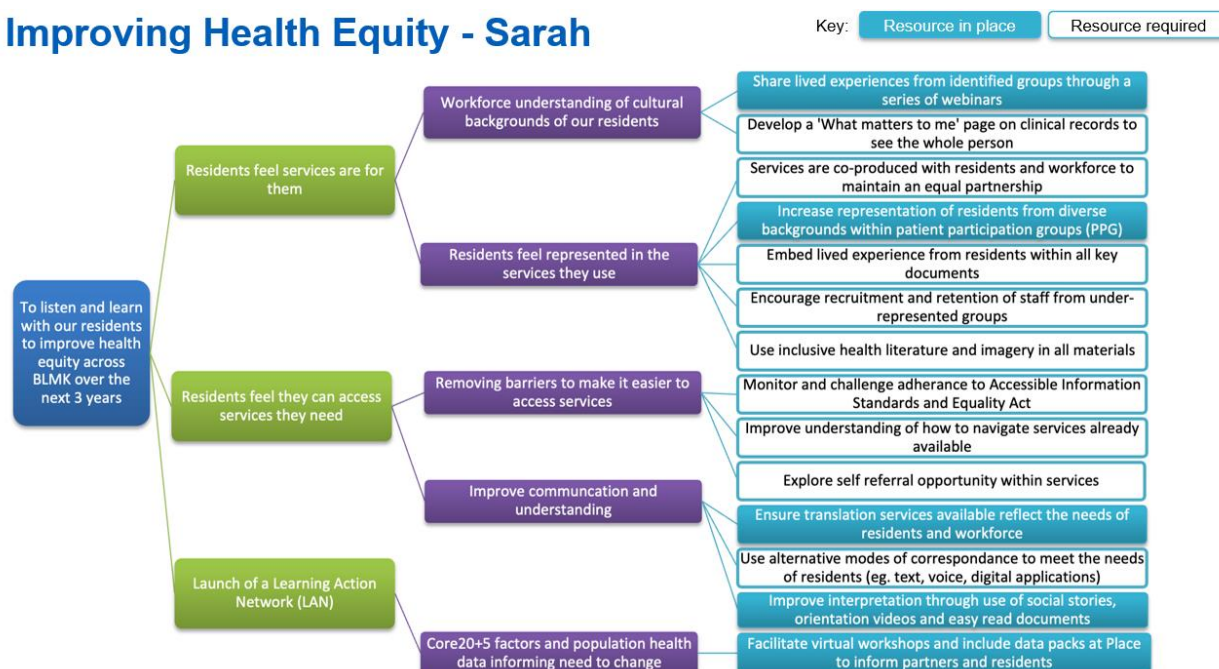 Improving Health Equity - Sarah
Key:
Resource in place
Resource required
To listen and learn
with our residents
to improve health
equity across
BLMK over the
next 3 years
Residents feel services are for
them
Residents feel they can access
services they need
Launch of a Learning Action
Network (LAN)
Workforce understanding of cultural
backgrounds of our residents
Residents feel represented in the
services they use
Removing barriers to make it easier to
access services
Improve communcation and
understanding
Core20+5 factors and population health
data informing need to change
Share lived experiences from identified groups through a
series of webinars
Develop a 'What matters to me' page on clinical records to
see the whole person
Services are co-produced with residents and workforce to
maintain an equal partnership
Increase representation of residents from diverse
backgrounds within patient participation groups (PPG)
Embed lived experience from residents within all key
documents
Encourage recruitment and retention of staff from under-
represented groups
Use inclusive health literature and imagery in all materials
Monitor and challenge adherance to Accessible Information
Standards and Equality Act
Improve understanding of how to navigate services already
available
Explore self referral opportunity within services
Ensure translation services available reflect the needs of
residents and workforce
Use alternative modes of correspondance to meet the needs
of residents (eg. text, voice, digital applications)
Improve interpretation through use of social stories,
orientation videos and easy read documents
Facilitate virtual workshops and include data packs at Place
to inform partners and residents